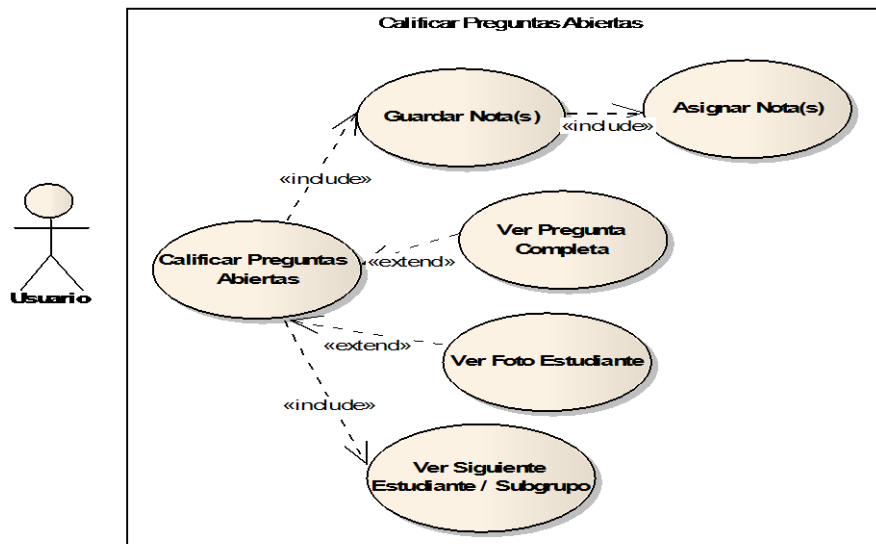 Calificar Preguntas Abiertas
Guardar Nota(s)
«include»
Asignar Nota(s)
«include»
Usuario
Calificar Preguntas
Abiertas
«extend»
Ver Pregunta
Completa
«extend»
Ver Foto Estudiante
«include»
Ver Siguiente
Estudiante / Subgrupo